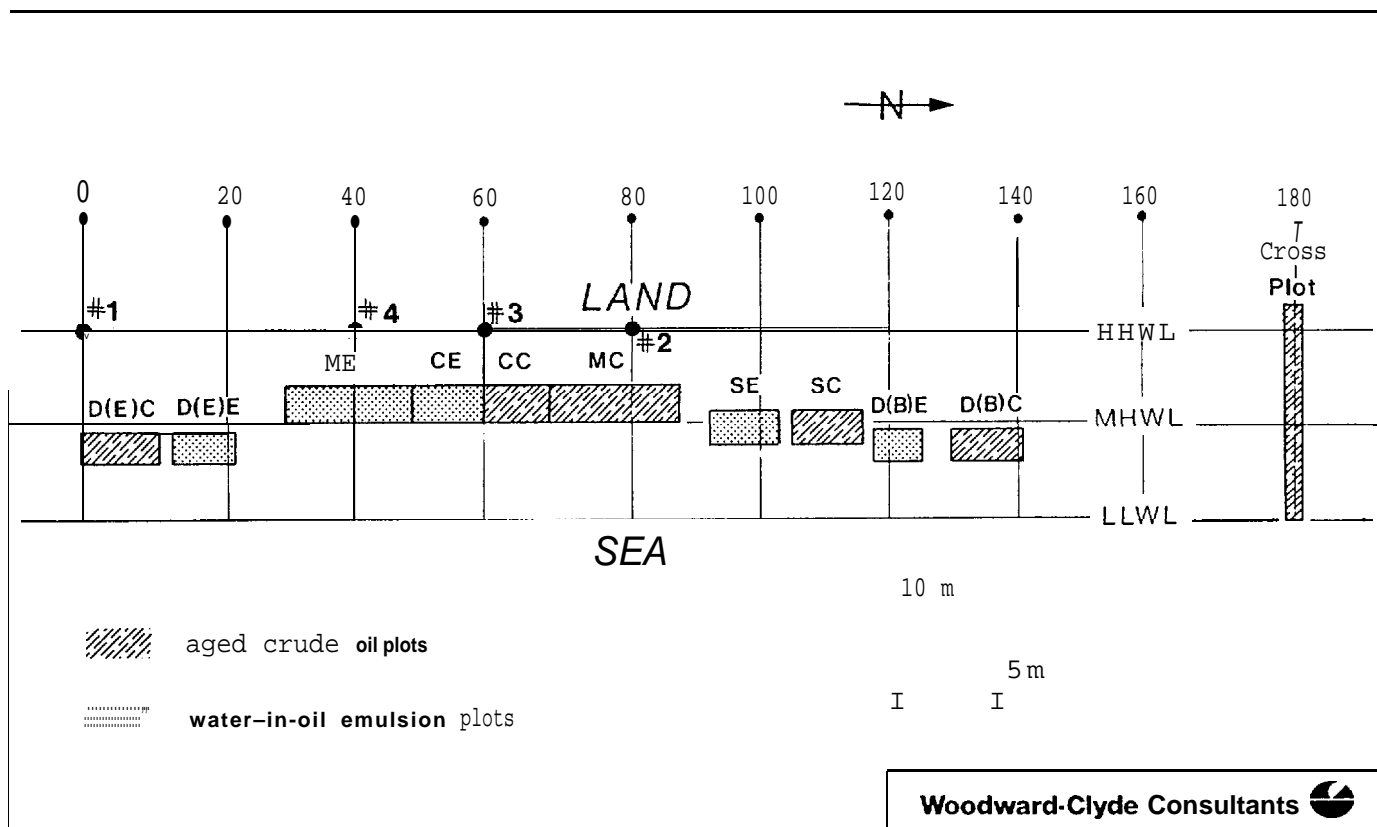 N
0 20 40 60 80 100 120 140 160 180
Cross
Plot
#1 #4 #3 LAND #2 HHWL
ME CE CC MC
D(E)C D(E)E SE SC D(B)E D(B)C MHWL
LLWL
SEA
10 m
aged crude oil plots
5 m
I I
water-in-oil emulsion plots
Woodward-Clyde Consultants